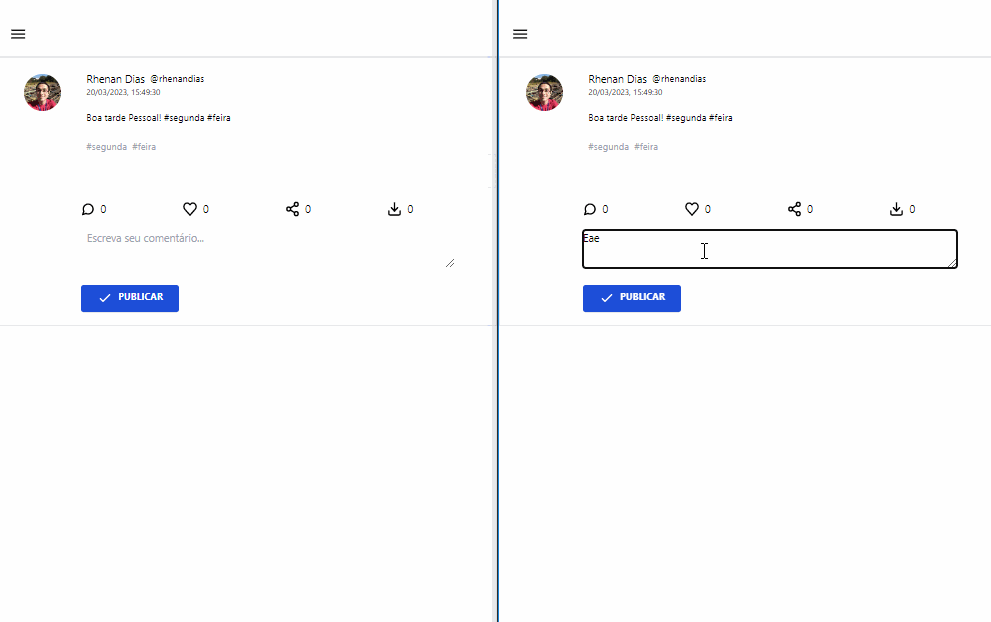 Rhenan Dias @rhenandias
20/03/2023, 15:49:30
Boa tarde Pessoal! #segunda #feira
#segunda #feira
0 0 0 0
Escreva seu comentário...
PUBLICAR
Rhenan Dias @rhenandias
20/03/2023, 15:49:30
Boa tarde Pessoal! #segunda #feira
#segunda #feira
0 0 0 0
Eae
PUBLICAR